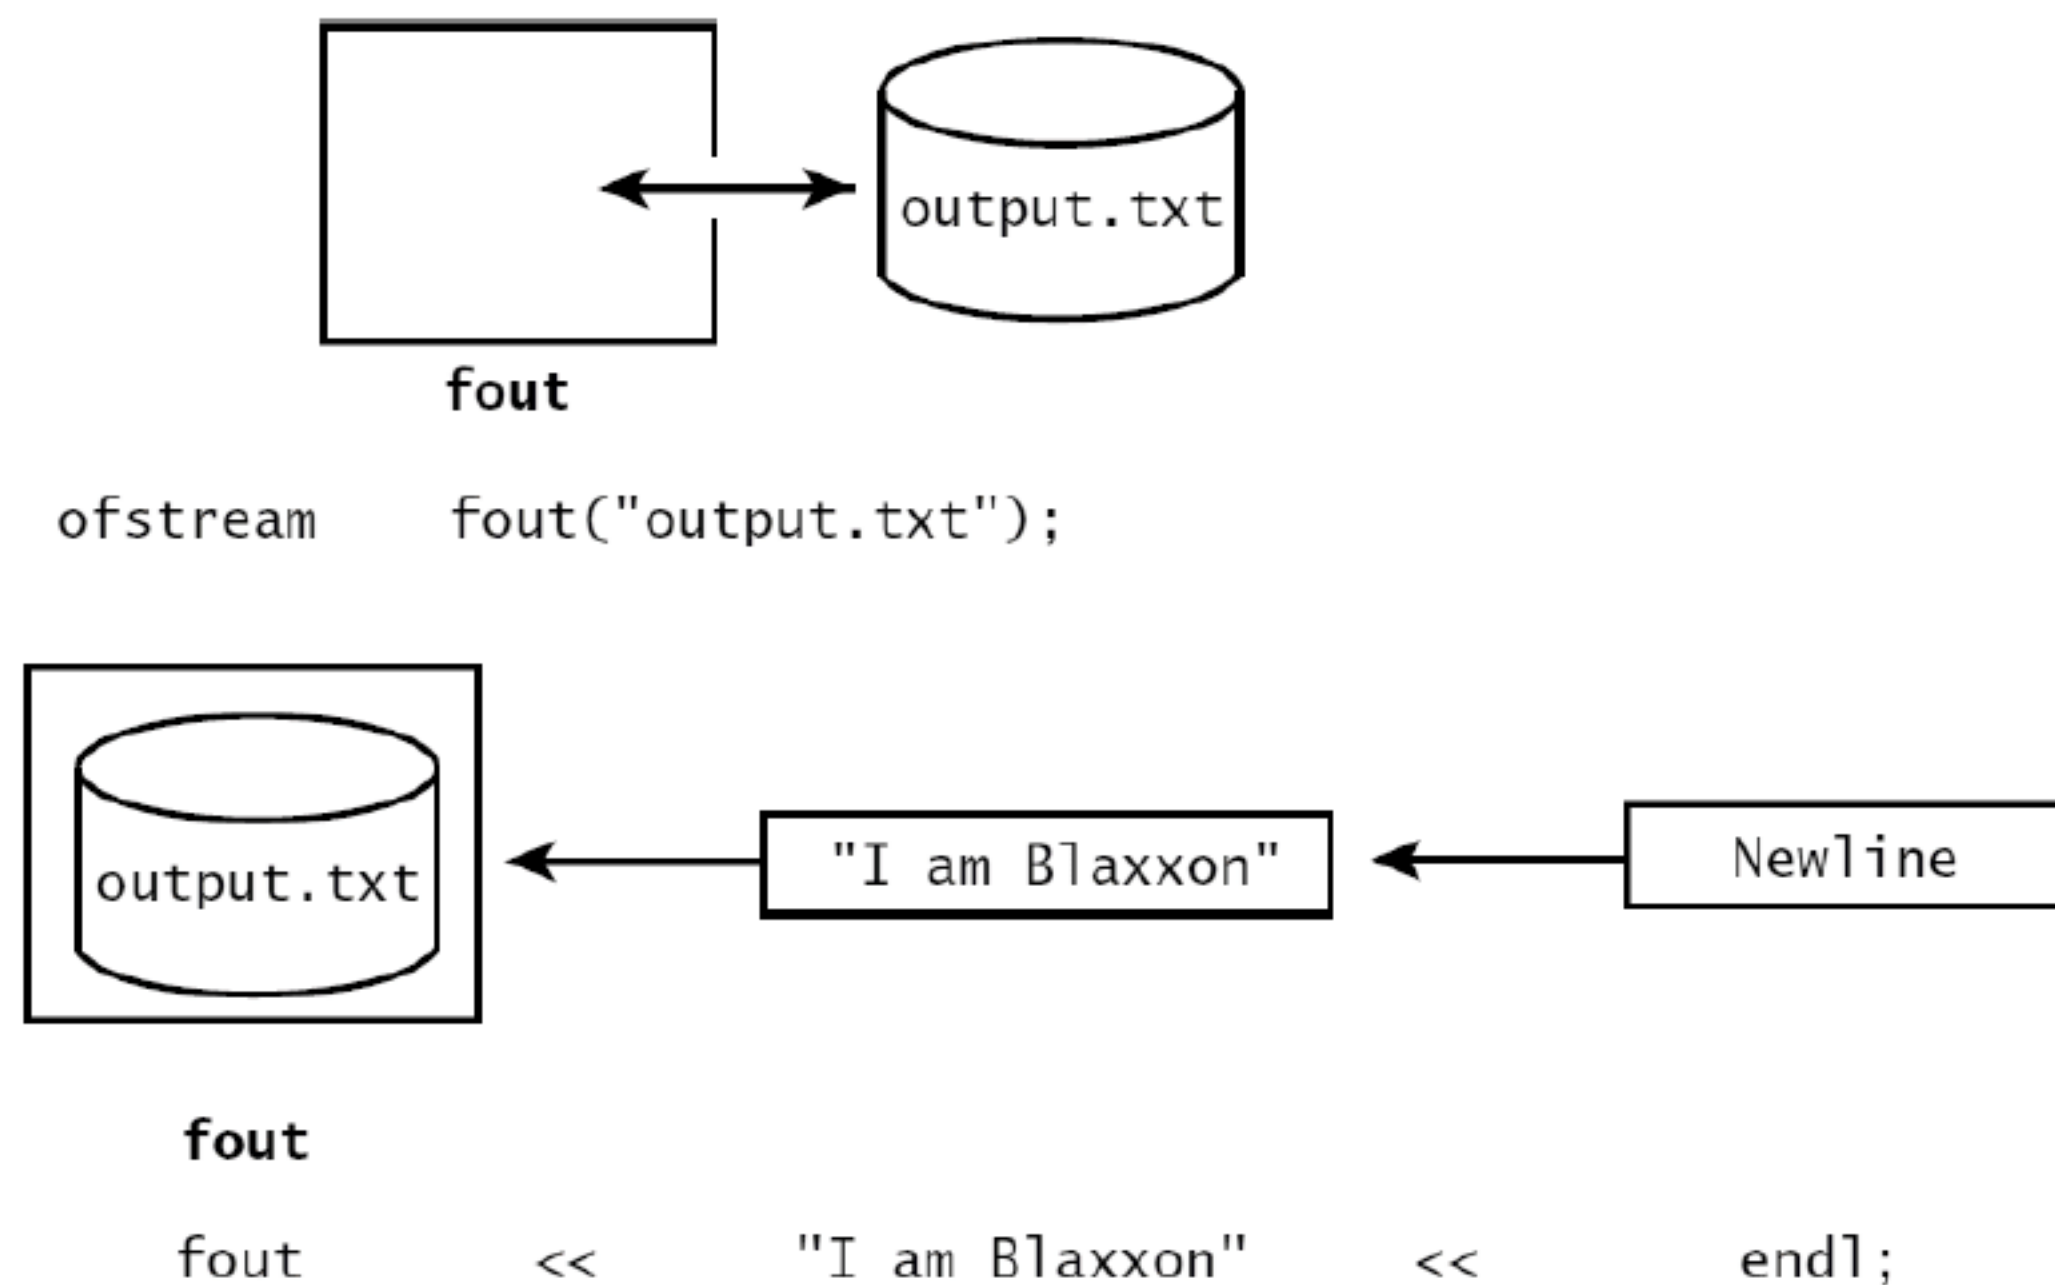 output.txt
fout
ofstream fout("output.txt");
output.txt "I am Blaxxon" Newline
fout
fout << "I am Blaxxon" << endl;